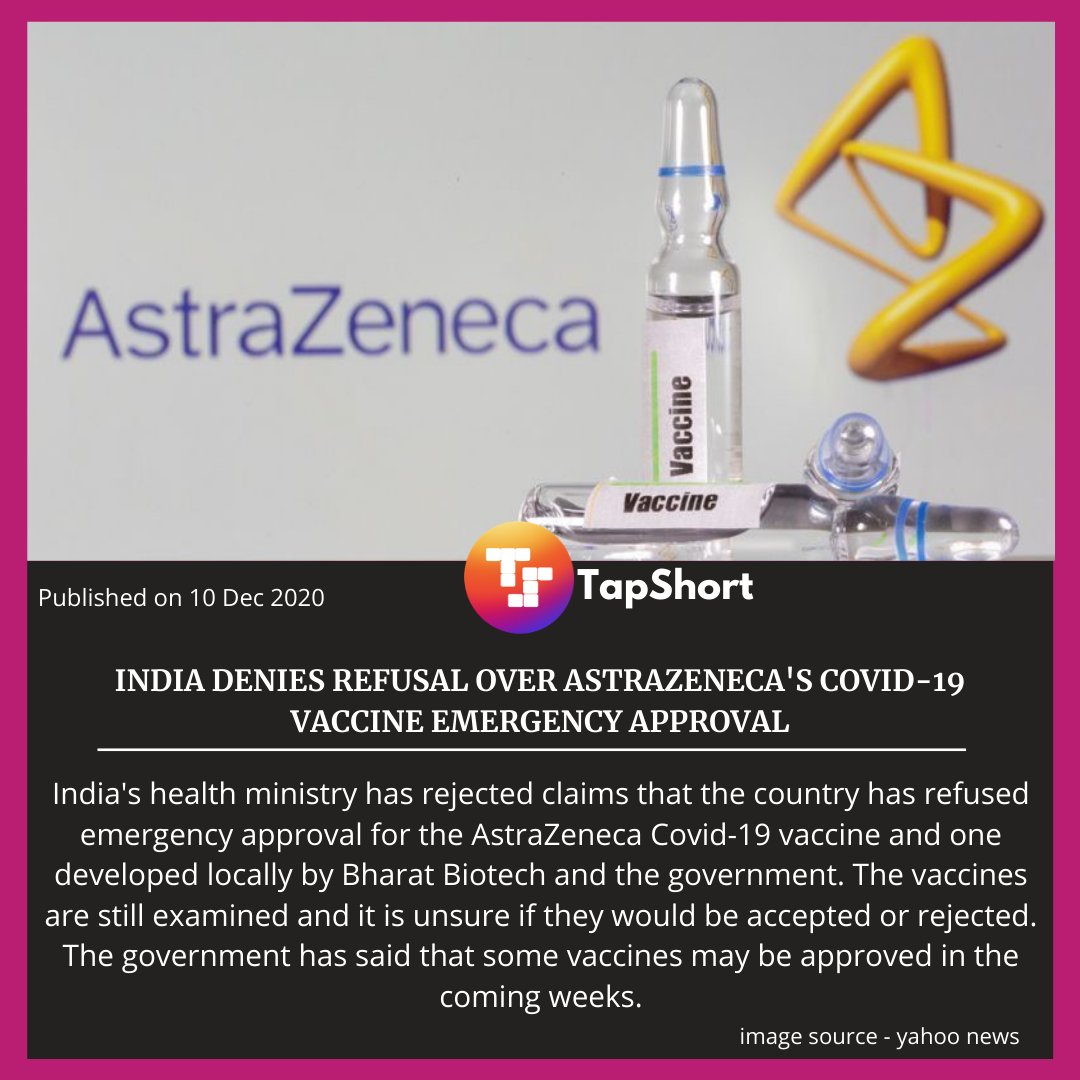 AstraZeneca
Vaccine
Vaccine
Published on 10 Dec 2020
TS TapShort
INDIA DENIES REFUSAL OVER ASTRAZENECA'S COVID-19
VACCINE EMERGENCY APPROVAL
India's health ministry has rejected claims that the country has refused
emergency approval for the AstraZeneca Covid-19 vaccine and one
developed locally by Bharat Biotech and the government. The vaccines
are still examined and it is unsure if they would be accepted or rejected.
The government has said that some vaccines may be approved in the
coming weeks.
image source - yahoo news